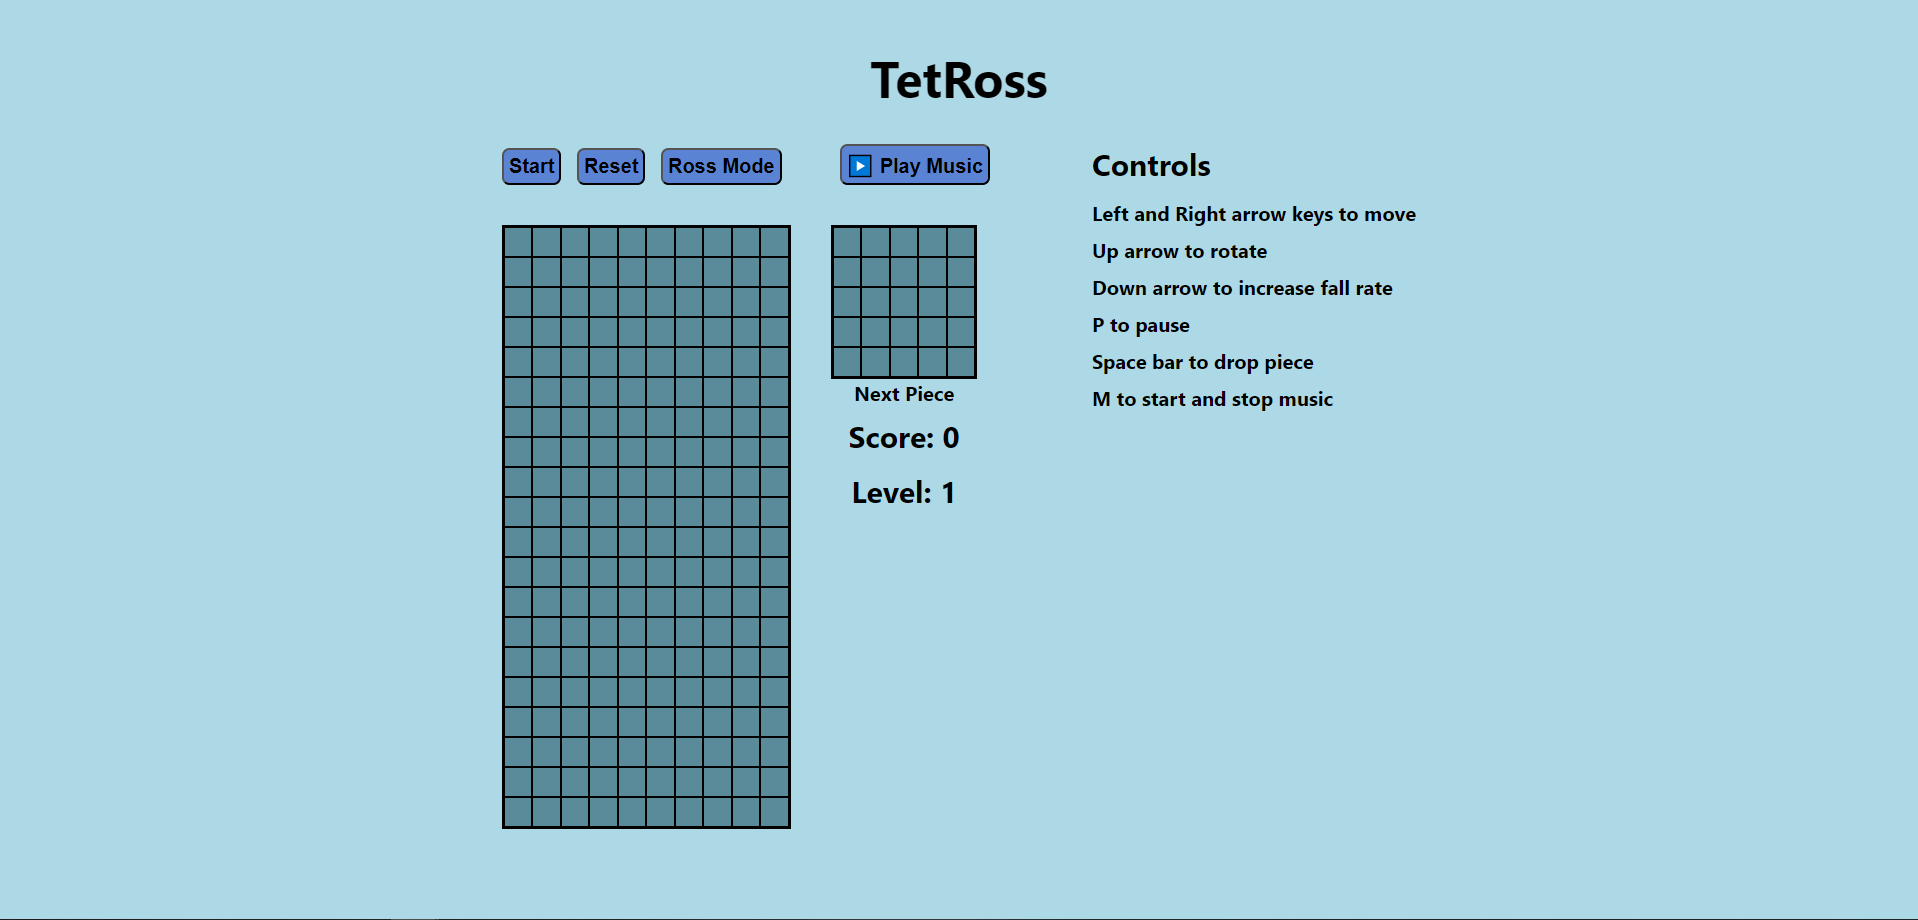 TetRoss
Start
Reset
Ross Mode
Play Music
Next Piece
Score: 0
Level: 1
Controls
Left and Right arrow keys to move
Up arrow to rotate
Down arrow to increase fall rate
P to pause
Space bar to drop piece
M to start and stop music